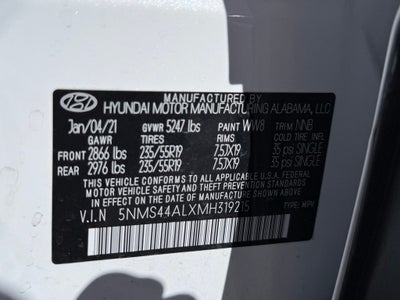 MANUFACTURED BY
HYUNDAI MOTOR MANUFACTURING ALABAMA, LLC
Jan/04/21 GVWR 5247 lbs PAINT WW8 TRIM NNB
GAWR TIRES RIMS COLD TIRE INFL.
FRONT 2866 lbs 235/55R19 7.5JX19 35 psi SINGLE
REAR 2976 lbs 235/55R19 7.5JX19 35 psi SINGLE
THIS VEHICLE CONFORMS TO ALL APPLICABLE
SAFETY, BUMPER AND THEFT PREVENTION STANDARDS
IN EFFECT ON THE DATE OF MANUFACTURE SHOWN ABOVE.
V.I.N 5NMS44ALXMH319215 TYPE: MPV